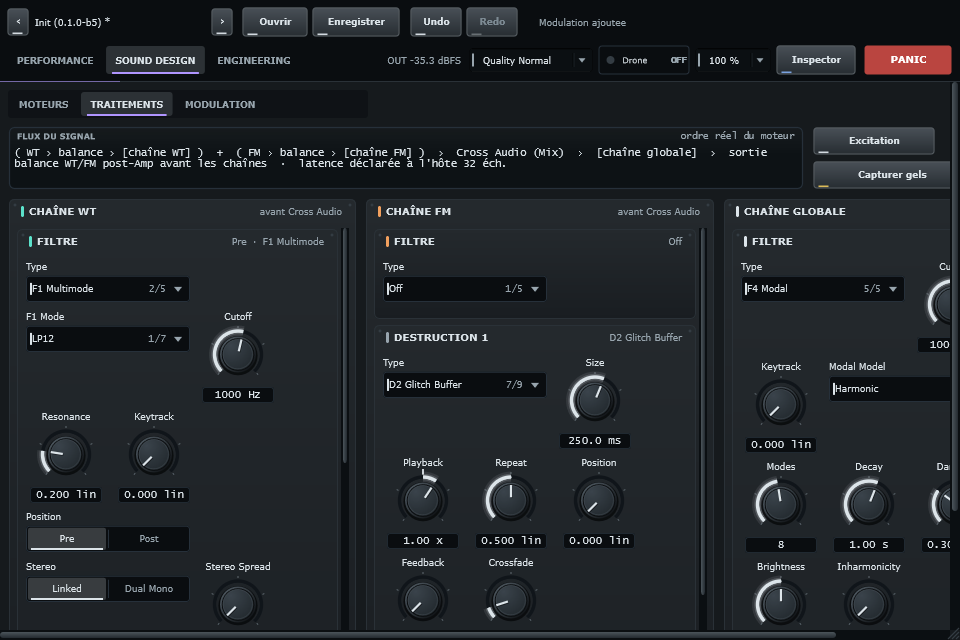 ‹ Init (0.1.0-b5) * › Ouvrir Enregistrer Undo Redo Modulation ajoutee
PERFORMANCE SOUND DESIGN ENGINEERING OUT -35.3 dBFS Quality Normal Drone OFF 100 % Inspector PANIC
MOTEURS TRAITEMENTS MODULATION
FLUX DU SIGNAL ordre réel du moteur
( WT › balance › [chaîne WT] ) + ( FM › balance › [chaîne FM] ) › Cross Audio (Mix) › [chaîne globale] › sortie
balance WT/FM post-Amp avant les chaînes · latence déclarée à l'hôte 32 éch.
Excitation
Capturer gels
CHAÎNE WT avant Cross Audio
FILTRE Pre · F1 Multimode
Type
F1 Multimode 2/5
F1 Mode
LP12 1/7
Cutoff
1000 Hz
Resonance Keytrack
0.200 lin 0.000 lin
Position
Pre Post
Stereo
Linked Dual Mono
Stereo Spread
CHAÎNE FM avant Cross Audio
FILTRE Off
Type
Off 1/5
DESTRUCTION 1 D2 Glitch Buffer
Type
D2 Glitch Buffer 7/9
Size
250.0 ms
Playback Repeat Position
1.00 x 0.500 lin 0.000 lin
Feedback Crossfade
CHAÎNE GLOBALE
FILTRE
Type
F4 Modal 5/5
Cu
100
Keytrack Modal Model
Harmonic
0.000 lin
Modes Decay Da
8 1.00 s 0.30
Brightness Inharmonicity